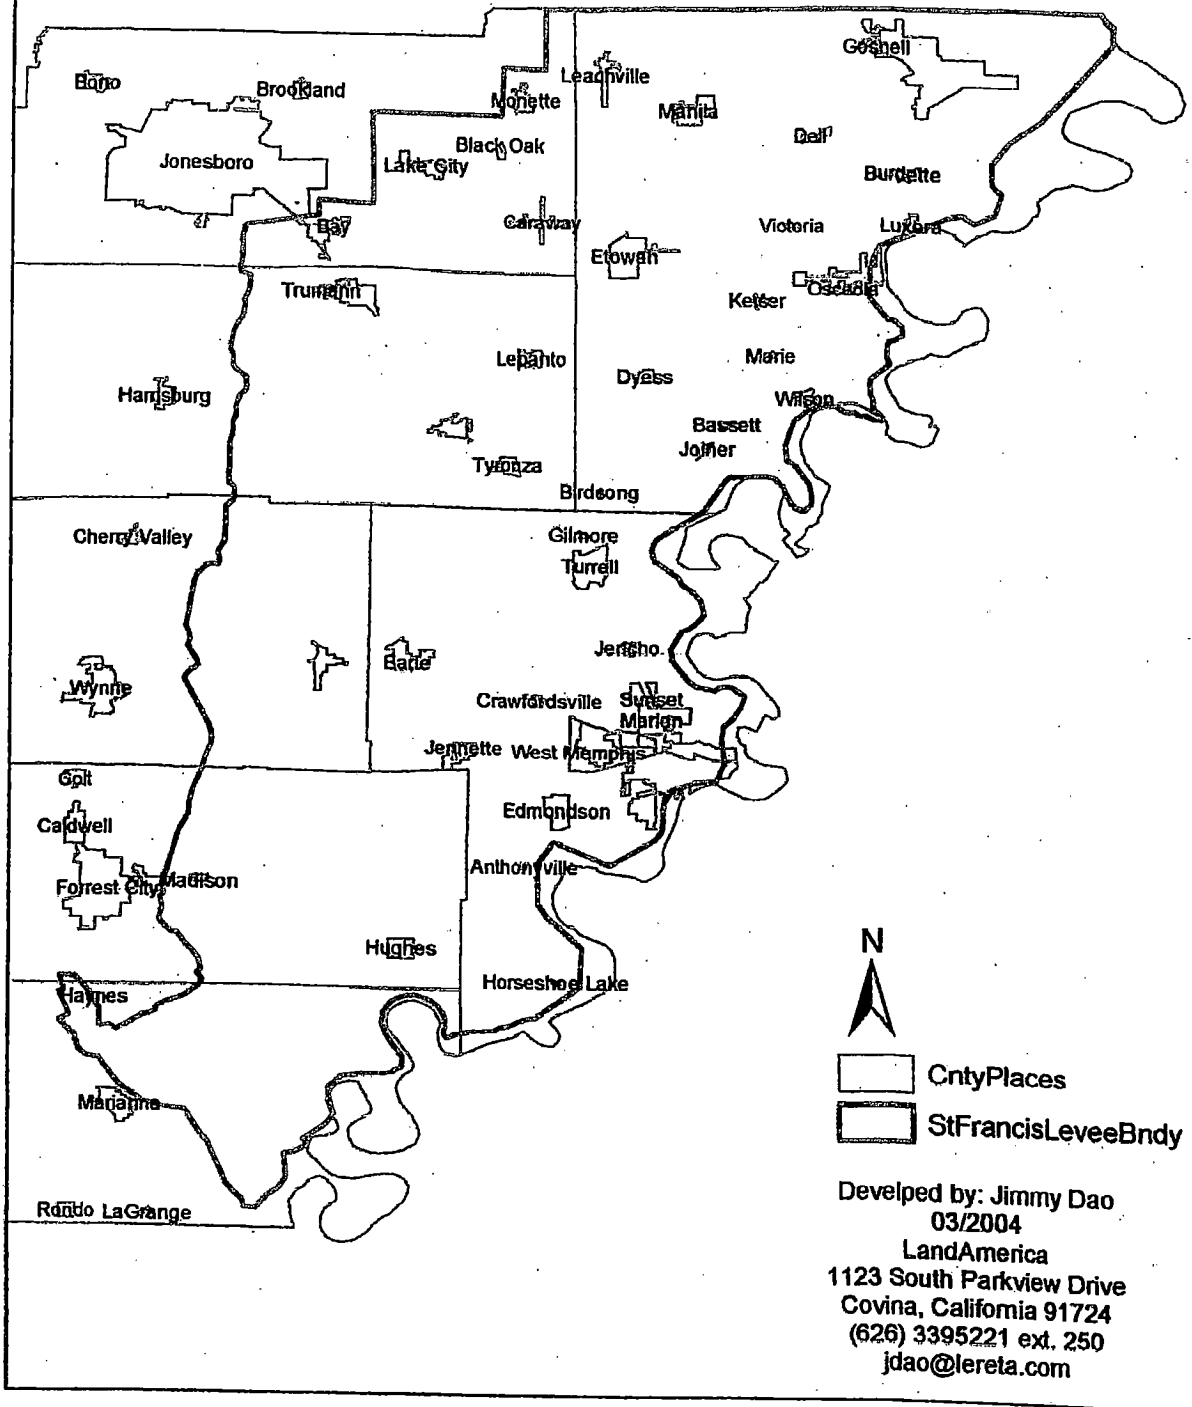 Gosnell
Leachville
Bono
Brookland
Monette
Manila
Dell
Black Oak
Jonesboro
Lake City
Burdette
Bay
Caraway
Victoria
Luxora
Etowah
Trumann
Osceola
Keiser
Lepanto
Marie
Dyess
Harrisburg
Wilson
Bassett
Joiner
Tyronza
Birdsong
Cherry Valley
Gilmore
Turrell
Jericho
Earle
Wynne
Crawfordsville
Sunset
Marion
Jennette
West Memphis
Colt
Edmondson
Caldwell
Anthonyville
Forrest City
Madison
Hughes
Horseshoe Lake
Haynes
Marianna
Rondo
LaGrange
N
CntyPlaces
StFrancisLeveeBndy
Develped by: Jimmy Dao
03/2004
LandAmerica
1123 South Parkview Drive
Covina, California 91724
(626) 3395221 ext. 250
jdao@lereta.com